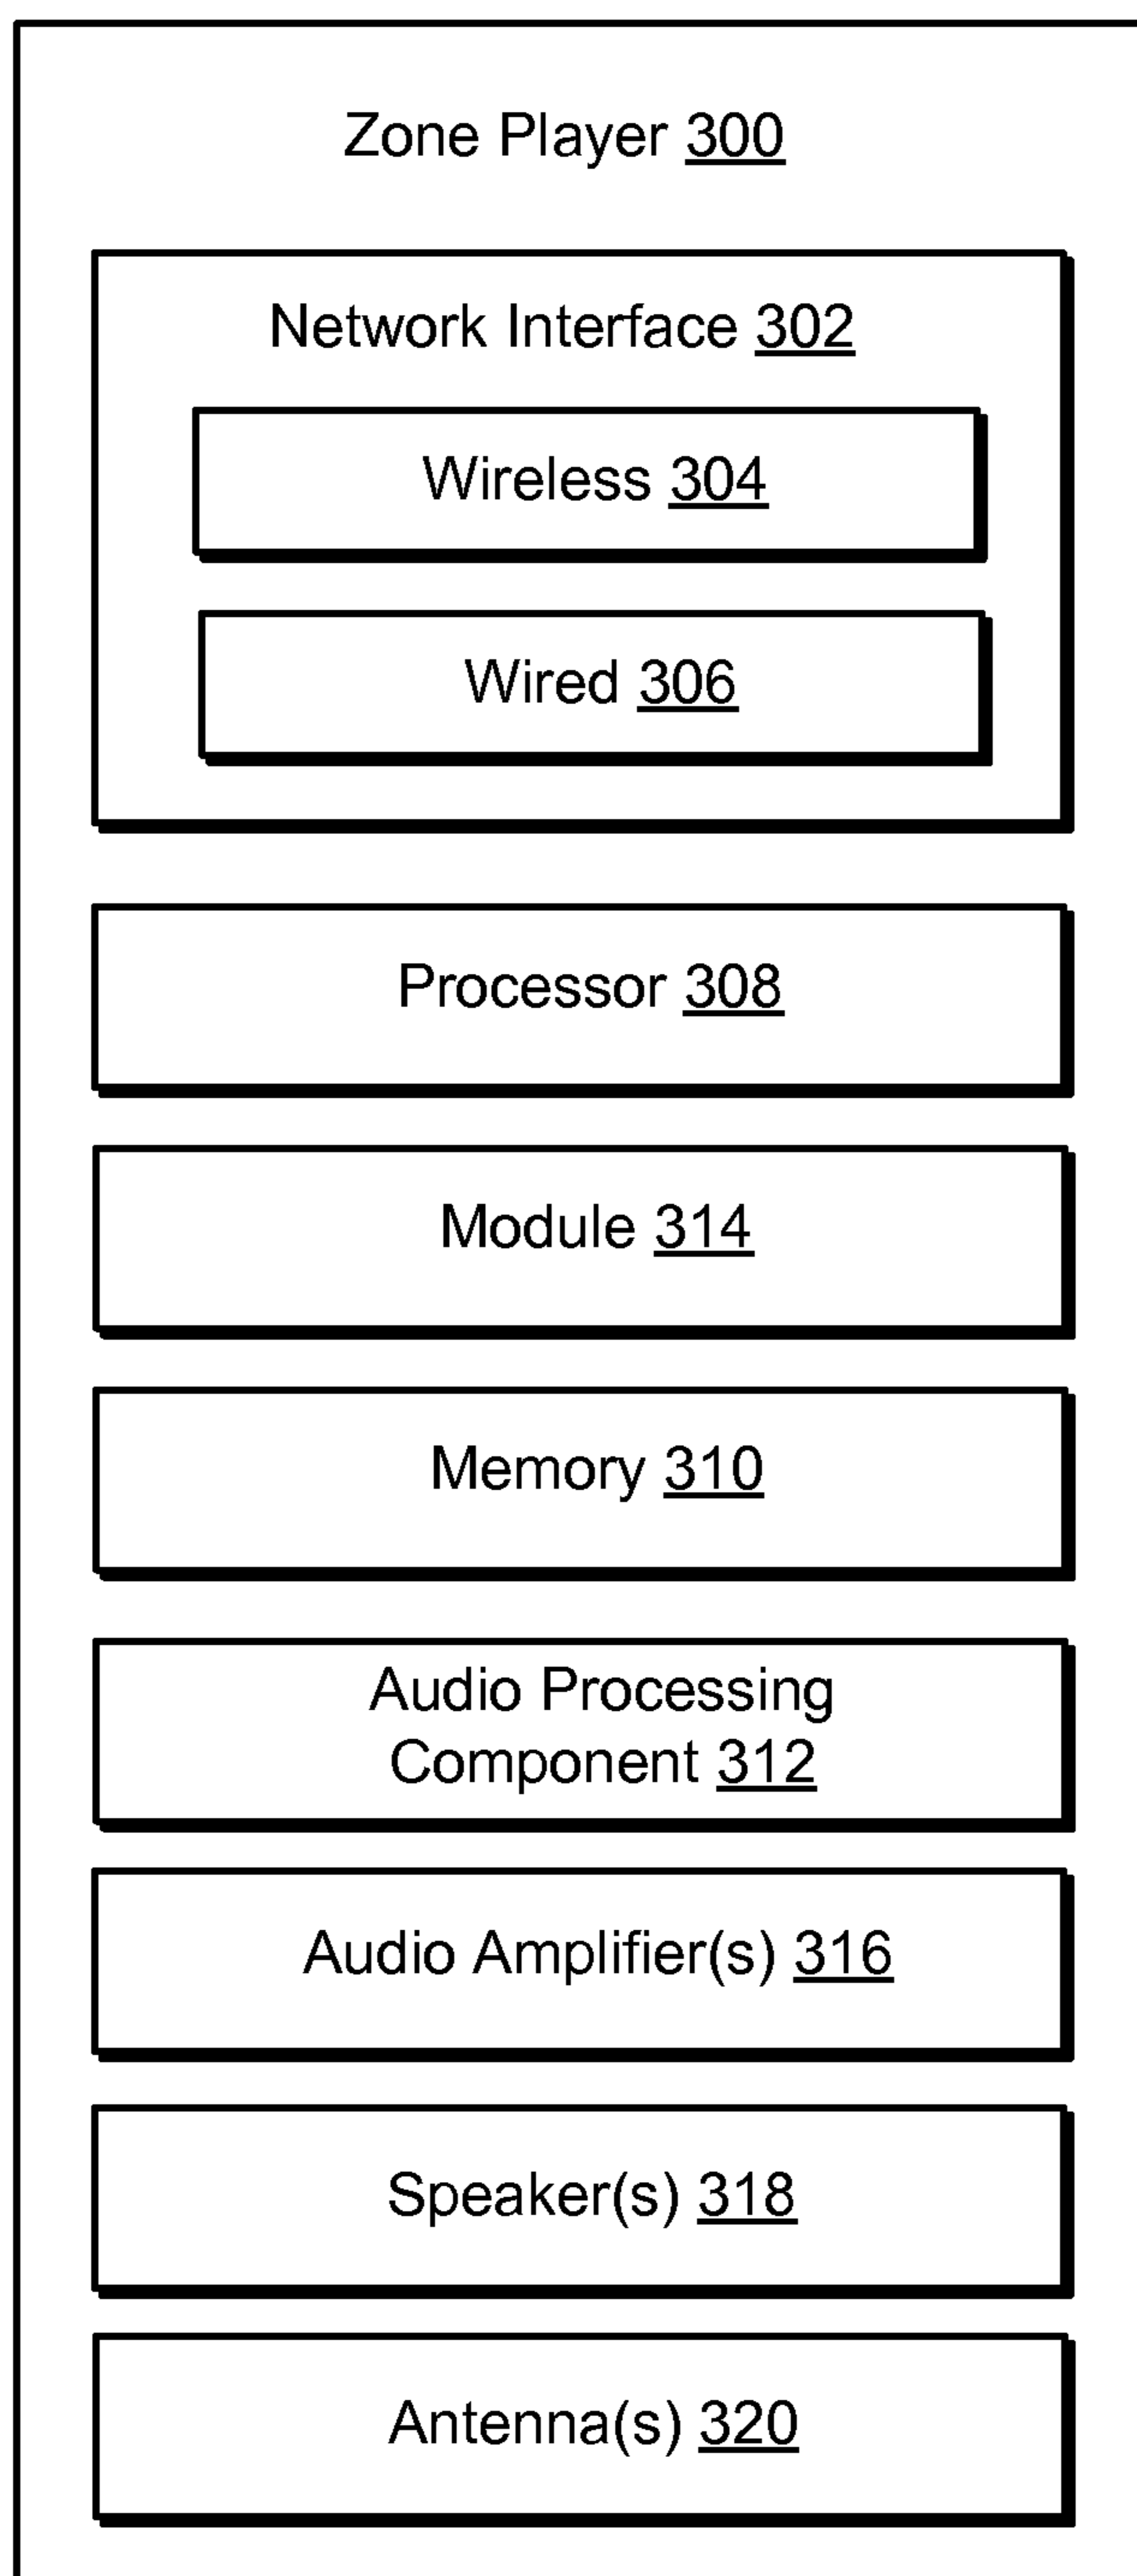 Zone Player 300
Network Interface 302
Wireless 304
Wired 306
Processor 308
Module 314
Memory 310
Audio Processing
Component 312
Audio Amplifier(s) 316
Speaker(s) 318
Antenna(s) 320